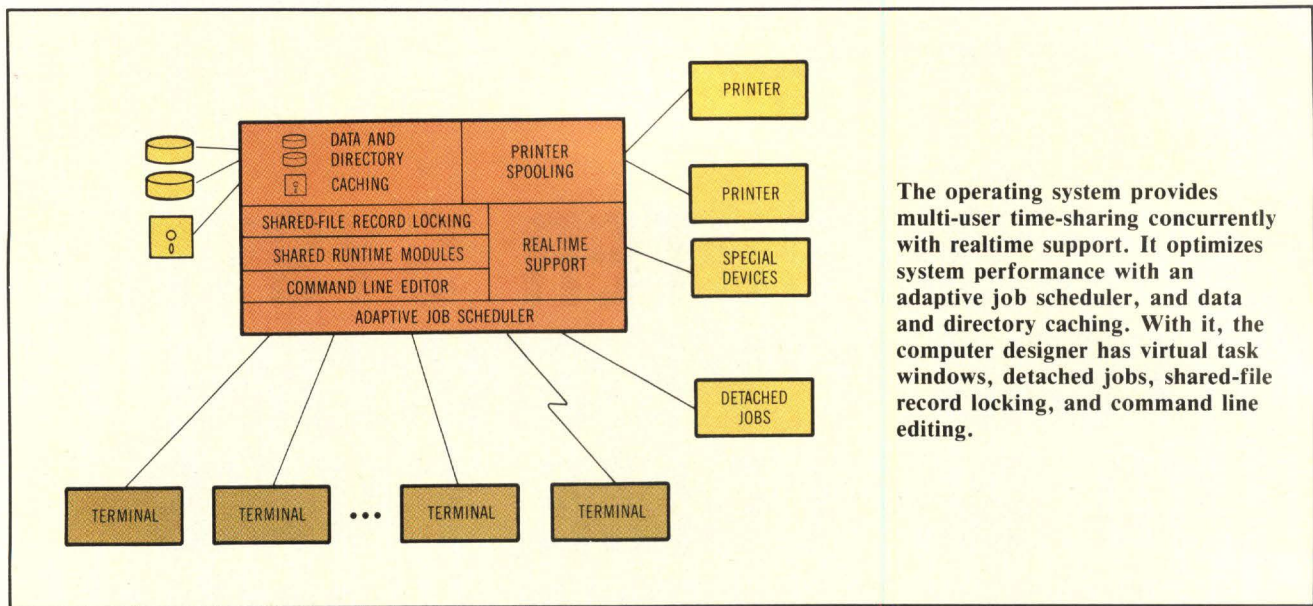 DATA AND
DIRECTORY
CACHING
PRINTER
SPOOLING
SHARED-FILE RECORD LOCKING
SHARED RUNTIME MODULES
COMMAND LINE EDITOR
REALTIME
SUPPORT
ADAPTIVE JOB SCHEDULER
PRINTER
PRINTER
SPECIAL
DEVICES
DETACHED
JOBS
TERMINAL
TERMINAL
•••
TERMINAL
TERMINAL
The operating system provides
multi-user time-sharing concurrently
with realtime support. It optimizes
system performance with an
adaptive job scheduler, and data
and directory caching. With it, the
computer designer has virtual task
windows, detached jobs, shared-file
record locking, and command line
editing.